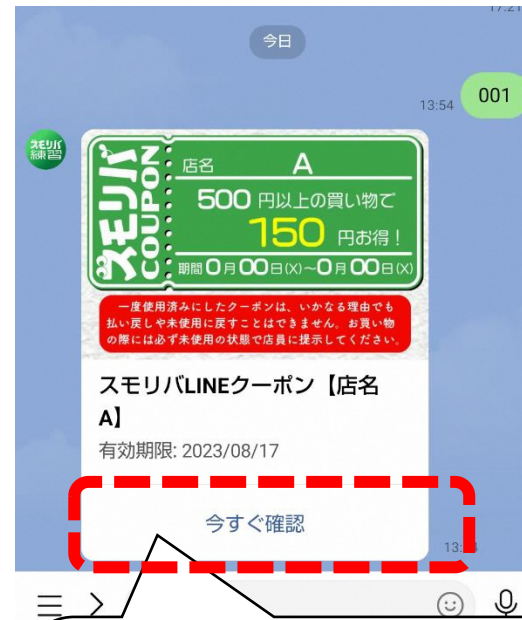 17:21
今日
13:54
001
スモリバ
練習
スモリバ
COUPON
店名 A
500 円以上の買い物で
150 円お得！
期間0月00日(X)~0月00日(X)
一度使用済みにしたクーポンは、いかなる理由でも
払い戻しや未使用に戻すことはできません。お買い物
の際には必ず未使用の状態で店員に提示してください。
スモリバLINEクーポン【店名
A】
有効期限: 2023/08/17
今すぐ確認